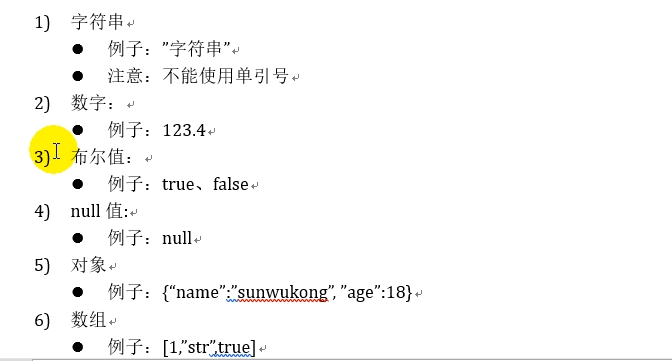 1) 字符串
● 例子：”字符串”
● 注意：不能使用单引号
2) 数字：
● 例子：123.4
3) 布尔值：
● 例子：true、false
4) null 值:
● 例子：null
5) 对象
● 例子：{“name”:”sunwukong”, ”age”:18}
6) 数组
● 例子：[1,”str”,true]